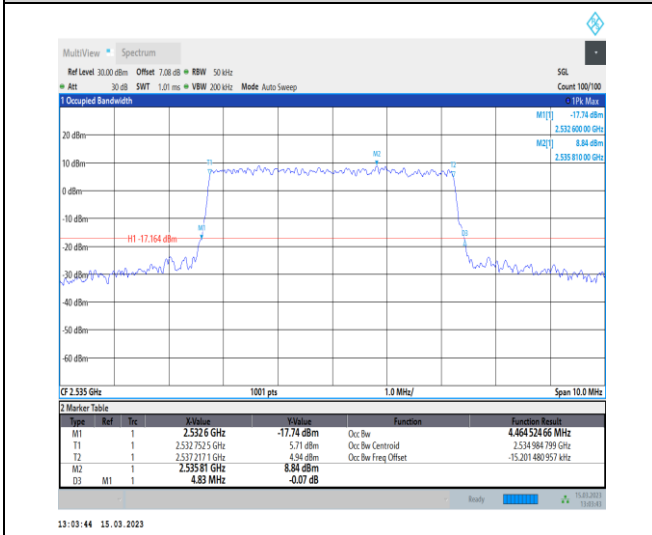 MultiView Spectrum
Ref Level 30.00 dBm Offset 7.08 dB RBW 50 kHz SGL
Att 30 dB SWT 1.01 ms VBW 200 kHz Mode Auto Sweep Count 100/100
1 Occupied Bandwidth 1Pk Max
M1[1] -17.74 dBm
2.532 600 00 GHz
M2[1] 8.84 dBm
2.535 810 00 GHz
20 dBm
10 dBm
0 dBm
-10 dBm
-20 dBm
-30 dBm
-40 dBm
-50 dBm
-60 dBm
T1
M2
T2
M1
D3
H1 -17.164 dBm
CF 2.535 GHz 1001 pts 1.0 MHz/ Span 10.0 MHz
2 Marker Table
Type Ref Trc X-Value Y-Value Function Function Result
M1 1 2.532 6 GHz -17.74 dBm Occ Bw 4.464 524 66 MHz
T1 1 2.532 752 5 GHz 5.71 dBm Occ Bw Centroid 2.534 984 799 GHz
T2 1 2.537 217 1 GHz 4.94 dBm Occ Bw Freq Offset -15.201 480 957 kHz
M2 1 2.535 81 GHz 8.84 dBm
D3 M1 1 4.83 MHz -0.07 dB
Ready 15.03.2023
13:03:43
13:03:44 15.03.2023